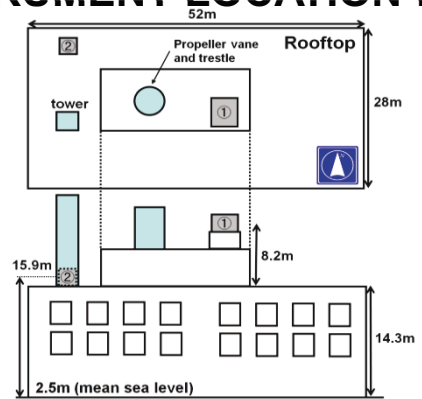 52m
②
Propeller vane
and trestle
Rooftop
tower
①
28m
①
8.2m
15.9m
②
14.3m
2.5m (mean sea level)